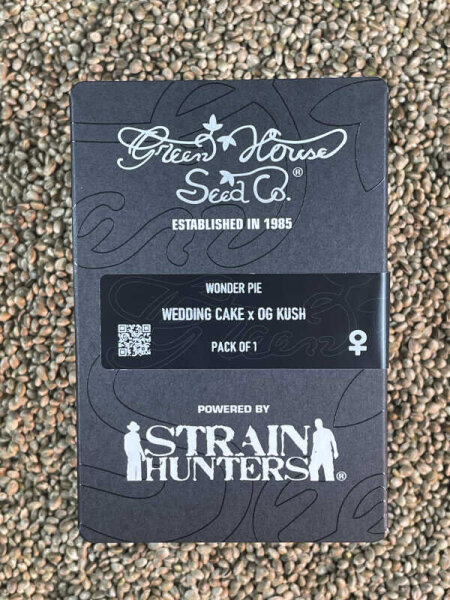 Green House
Seed Co.®
ESTABLISHED IN 1985
WONDER PIE
WEDDING CAKE x OG KUSH
PACK OF 1
POWERED BY
STRAIN
HUNTERS®